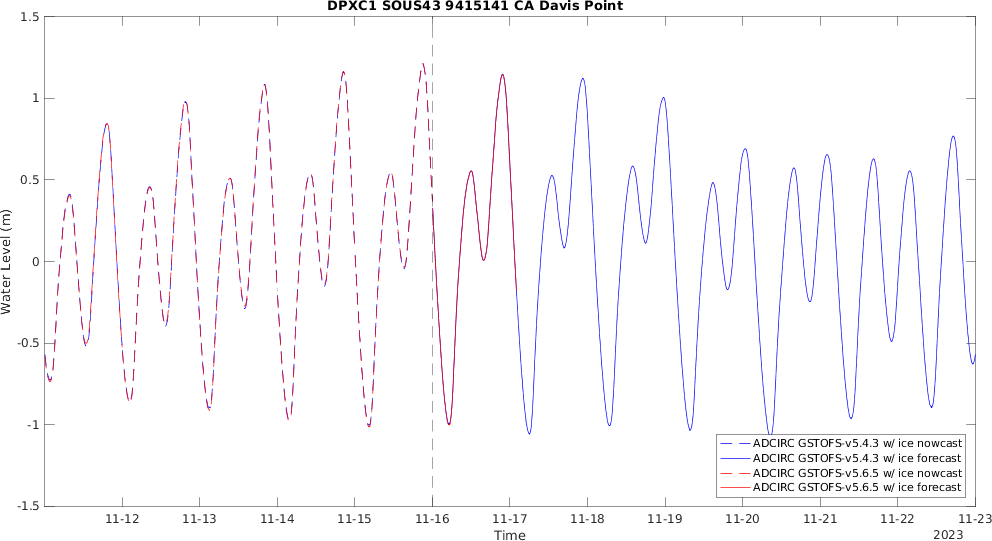 DPXC1 SOUS43 9415141 CA Davis Point
Water Level (m)
1.5
1
0.5
0
-0.5
-1
-1.5
ADCIRC GSTOFS-v5.4.3 w/ ice nowcast
ADCIRC GSTOFS-v5.4.3 w/ ice forecast
ADCIRC GSTOFS-v5.6.5 w/ ice nowcast
ADCIRC GSTOFS-v5.6.5 w/ ice forecast
11-12 11-13 11-14 11-15 11-16 11-17 11-18 11-19 11-20 11-21 11-22 11-23
Time
2023